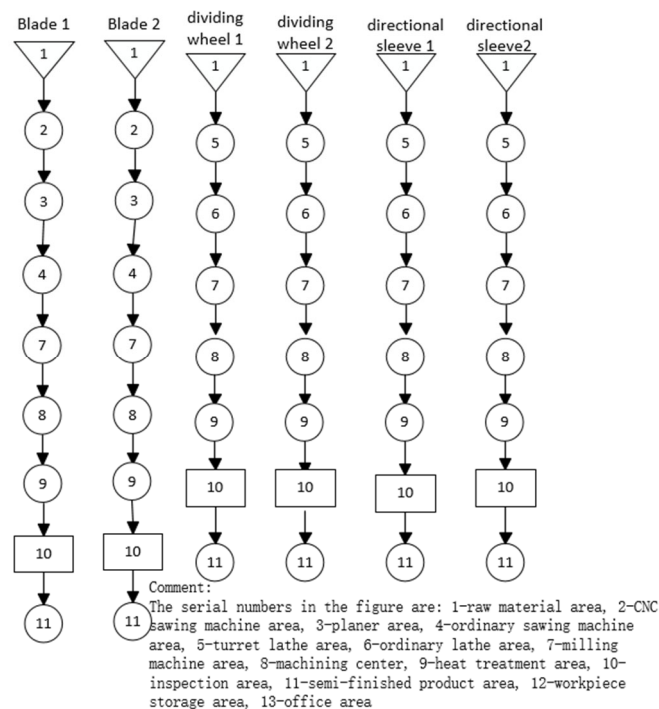 Blade 1
Blade 2
dividing
wheel 1
dividing
wheel 2
directional
sleeve 1
directional
sleeve2
1 1 1 1 1 1
2 2 5 5 5 5
3 3 6 6 6 6
4 4 7 7 7 7
7 7 8 8 8 8
8 8 9 9 9 9
9 9 10 10 10 10
10 10 11 11 11 11
11 11
Comment:
The serial numbers in the figure are: 1-raw material area, 2-CNC
sawing machine area, 3-planer area, 4-ordinary sawing machine
area, 5-turret lathe area, 6-ordinary lathe area, 7-milling
machine area, 8-machining center, 9-heat treatment area, 10-
inspection area, 11-semi-finished product area, 12-workpiece
storage area, 13-office area